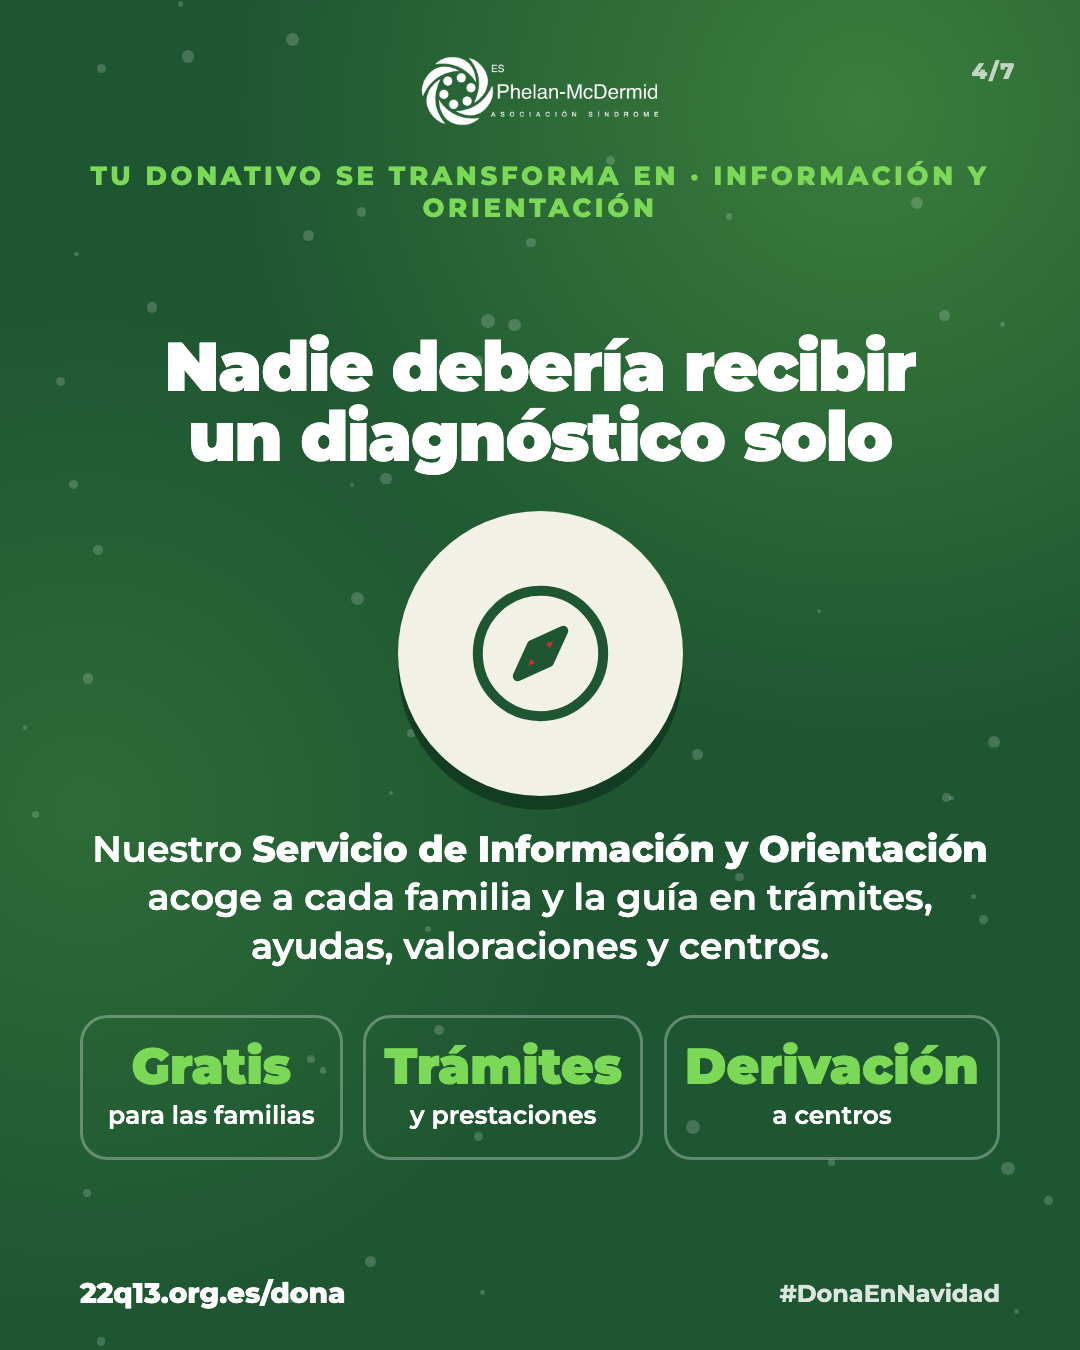 4/7
ES
Phelan-McDermid
ASOCIACIÓN SÍNDROME
TU DONATIVO SE TRANSFORMA EN · INFORMACIÓN Y
ORIENTACIÓN
Nadie debería recibir
un diagnóstico solo
Nuestro Servicio de Información y Orientación
acoge a cada familia y la guía en trámites,
ayudas, valoraciones y centros.
Gratis
para las familias
Trámites
y prestaciones
Derivación
a centros
22q13.org.es/dona
#DonaEnNavidad